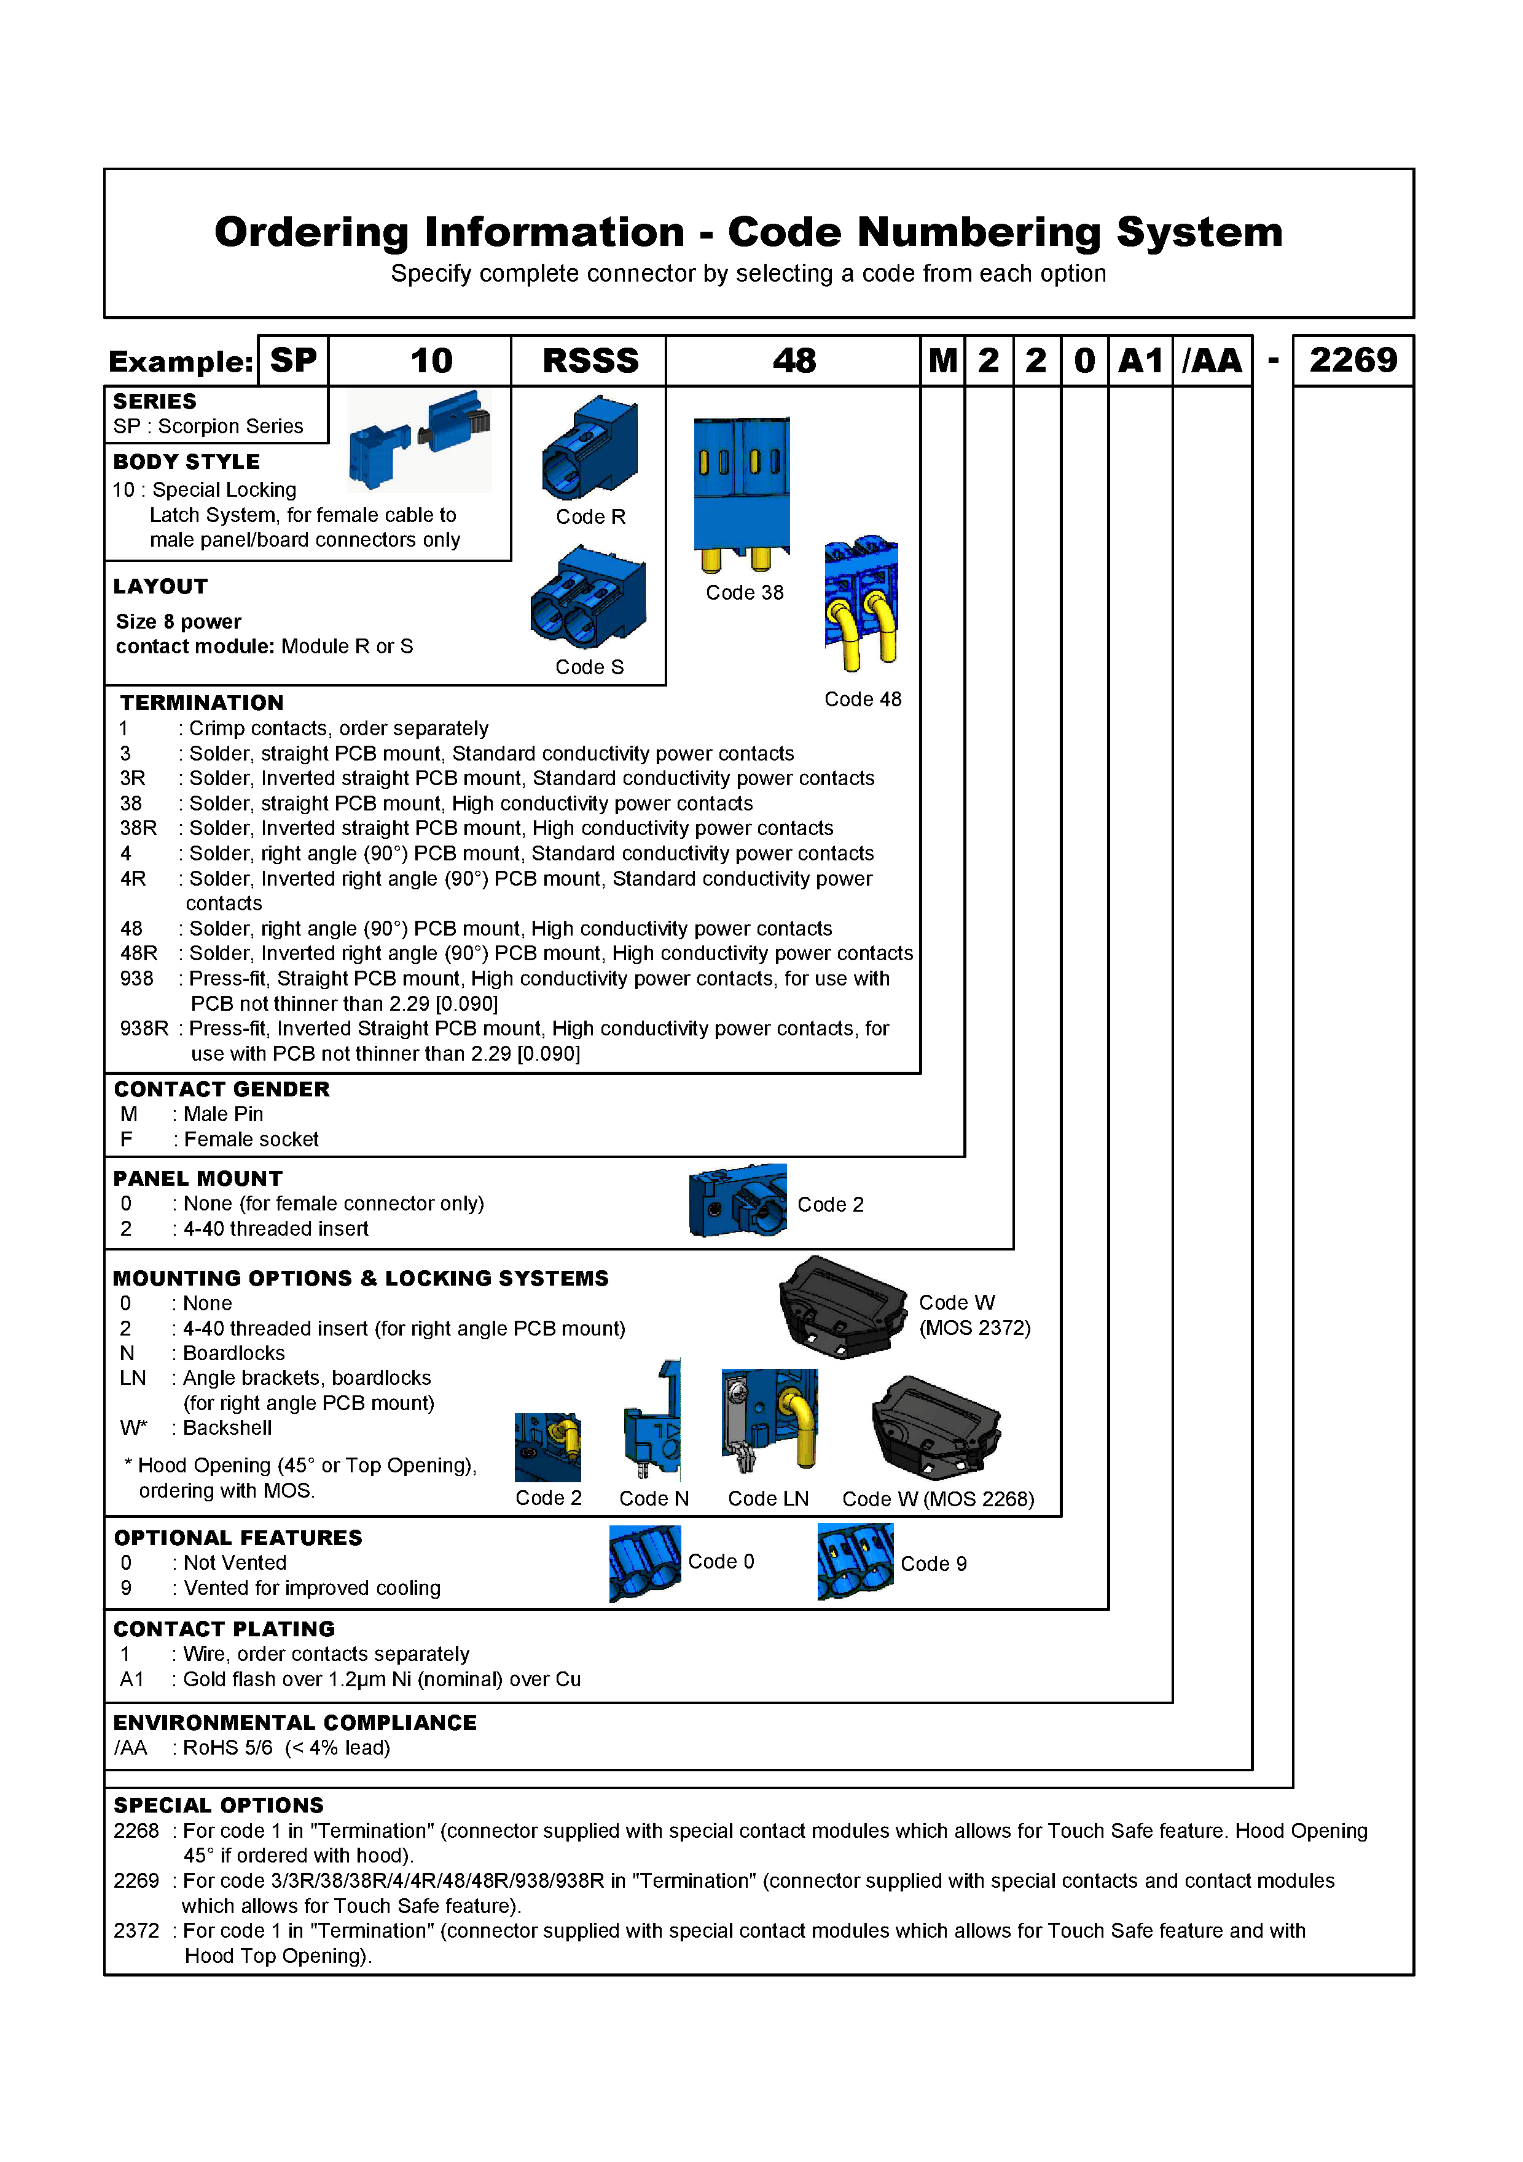 Ordering Information - Code Numbering System
Specify complete connector by selecting a code from each option
Example: SP 10 RSSS 48 M 2 2 0 A1 /AA - 2269
SERIES
SP : Scorpion Series
BODY STYLE
10 : Special Locking
Latch System, for female cable to
male panel/board connectors only
Code R
LAYOUT
Size 8 power
contact module: Module R or S
Code S
Code 38
Code 48
TERMINATION
1 : Crimp contacts, order separately
3 : Solder, straight PCB mount, Standard conductivity power contacts
3R : Solder, Inverted straight PCB mount, Standard conductivity power contacts
38 : Solder, straight PCB mount, High conductivity power contacts
38R : Solder, Inverted straight PCB mount, High conductivity power contacts
4 : Solder, right angle (90°) PCB mount, Standard conductivity power contacts
4R : Solder, Inverted right angle (90°) PCB mount, Standard conductivity power
contacts
48 : Solder, right angle (90°) PCB mount, High conductivity power contacts
48R : Solder, Inverted right angle (90°) PCB mount, High conductivity power contacts
938 : Press-fit, Straight PCB mount, High conductivity power contacts, for use with
PCB not thinner than 2.29 [0.090]
938R : Press-fit, Inverted Straight PCB mount, High conductivity power contacts, for
use with PCB not thinner than 2.29 [0.090]
CONTACT GENDER
M : Male Pin
F : Female socket
PANEL MOUNT
0 : None (for female connector only)
2 : 4-40 threaded insert
Code 2
MOUNTING OPTIONS & LOCKING SYSTEMS
0 : None
2 : 4-40 threaded insert (for right angle PCB mount)
N : Boardlocks
LN : Angle brackets, boardlocks
(for right angle PCB mount)
W* : Backshell
* Hood Opening (45° or Top Opening),
ordering with MOS.
Code W
(MOS 2372)
Code 2 Code N Code LN Code W (MOS 2268)
OPTIONAL FEATURES
0 : Not Vented
9 : Vented for improved cooling
Code 0 Code 9
CONTACT PLATING
1 : Wire, order contacts separately
A1 : Gold flash over 1.2µm Ni (nominal) over Cu
ENVIRONMENTAL COMPLIANCE
/AA : RoHS 5/6 (< 4% lead)
SPECIAL OPTIONS
2268 : For code 1 in "Termination" (connector supplied with special contact modules which allows for Touch Safe feature. Hood Opening
45° if ordered with hood).
2269 : For code 3/3R/38/38R/4/4R/48/48R/938/938R in "Termination" (connector supplied with special contacts and contact modules
which allows for Touch Safe feature).
2372 : For code 1 in "Termination" (connector supplied with special contact modules which allows for Touch Safe feature and with
Hood Top Opening).